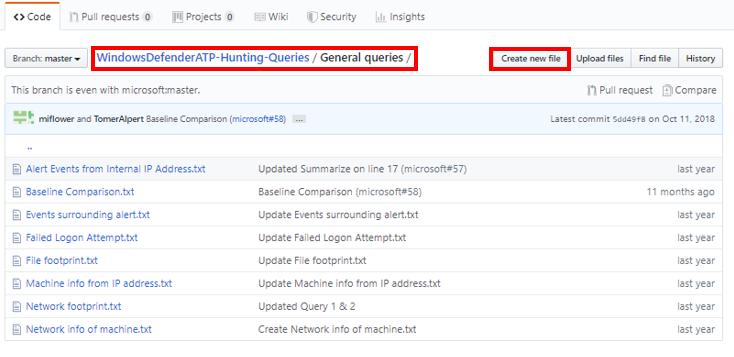 Code Pull requests 0 Projects 0 Wiki Security Insights
Branch: master WindowsDefenderATP-Hunting-Queries / General queries / Create new file Upload files Find file History
This branch is even with microsoft:master. Pull request Compare
miflower and TomerAlpert Baseline Comparison (microsoft#58) ... Latest commit 5dd49f8 on Oct 11, 2018
..
Alert Events from Internal IP Address.txt Updated Summarize on line 17 (microsoft#57) last year
Baseline Comparison.txt Baseline Comparison (microsoft#58) 11 months ago
Events surrounding alert.txt Update Events surrounding alert.txt last year
Failed Logon Attempt.txt Update Failed Logon Attempt.txt last year
File footprint.txt Update File footprint.txt last year
Machine info from IP address.txt Update Machine info from IP address.txt last year
Network footprint.txt Updated Query 1 & 2 last year
Network info of machine.txt Create Network info of machine.txt last year